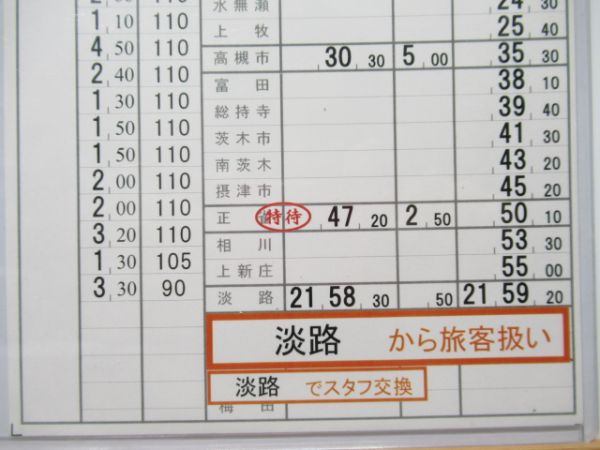 110 水無瀬 24 30
1 10 110 上牧 25 40
4 50 110 高槻市 30 30 5 00 35 30
2 40 110 富田 38 10
1 30 110 総持寺 39 40
1 50 110 茨木市 41 30
1 50 110 南茨木 43 20
2 00 110 摂津市 45 20
2 00 110 正 特待 47 20 2 50 50 10
3 20 110 相川 53 30
1 30 105 上新庄 55 00
3 30 90 淡路 21 58 30 50 21 59 20
淡路 から旅客扱い
淡路 でスタフ交換
梅田